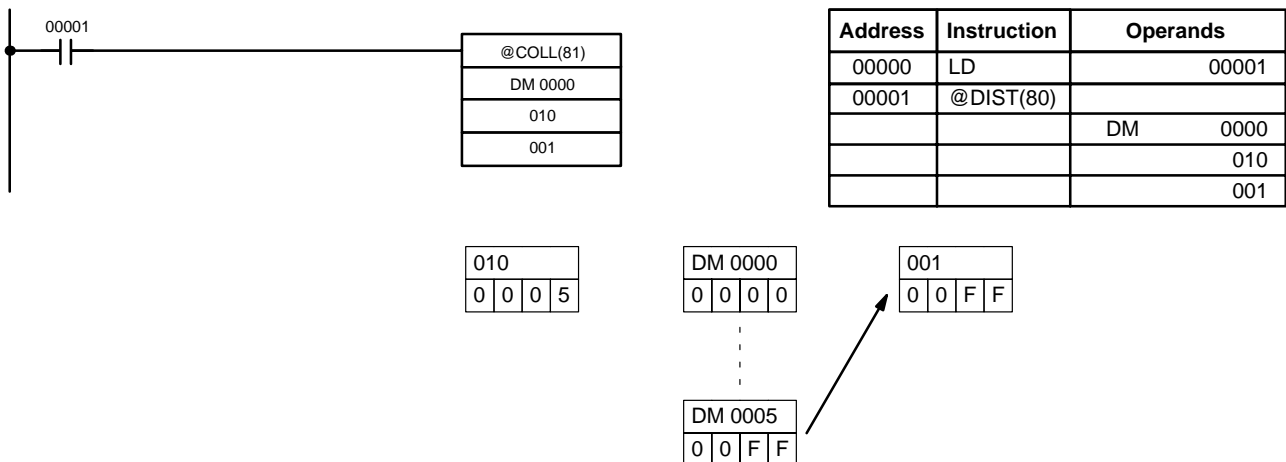 00001
@COLL(81)
DM 0000
010
001
Address Instruction Operands
00000 LD 00001
00001 @DIST(80)
DM 0000
010
001
010 DM 0000 001
0 0 0 5 0 0 0 0 0 0 F F
DM 0005
0 0 F F